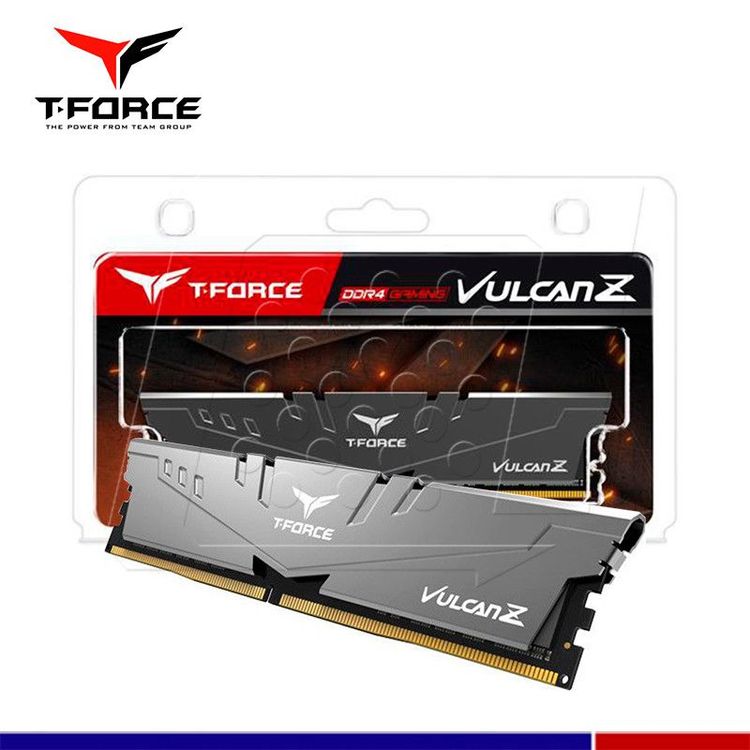 T-FORCE
THE POWER FROM TEAM GROUP
T-FORCE
DDR4 GAMING
VULCAN Z
T-FORCE
VULCAN Z
T-FORCE
VULCAN Z